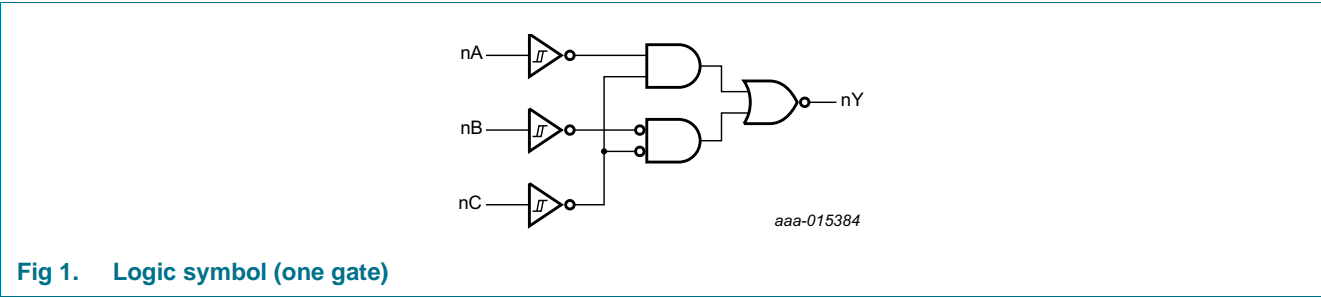 nA
nY
nB
nC
aaa-015384
Fig 1. Logic symbol (one gate)